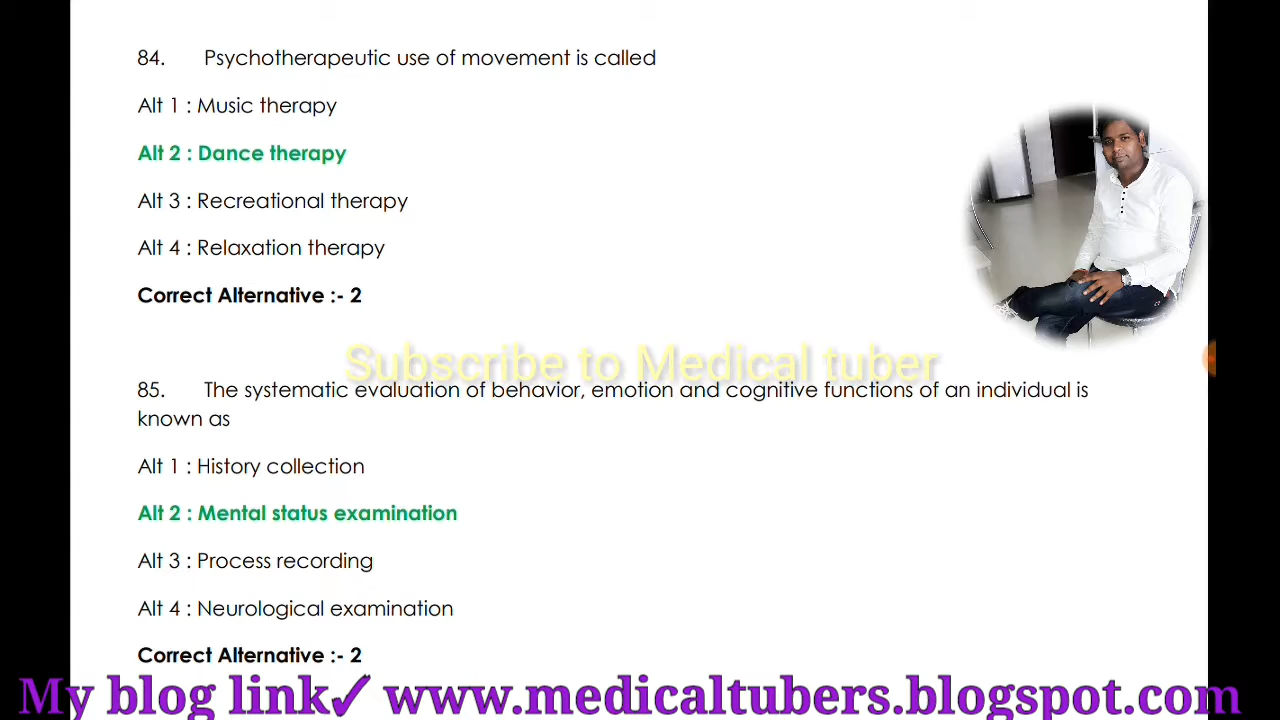 84. Psychotherapeutic use of movement is called
Alt 1 : Music therapy
Alt 2 : Dance therapy
Alt 3 : Recreational therapy
Alt 4 : Relaxation therapy
Correct Alternative :- 2
Subscribe to Medical tuber
85. The systematic evaluation of behavior, emotion and cognitive functions of an individual is
known as
Alt 1 : History collection
Alt 2 : Mental status examination
Alt 3 : Process recording
Alt 4 : Neurological examination
Correct Alternative :- 2
My blog link✓ www.medicaltubers.blogspot.com